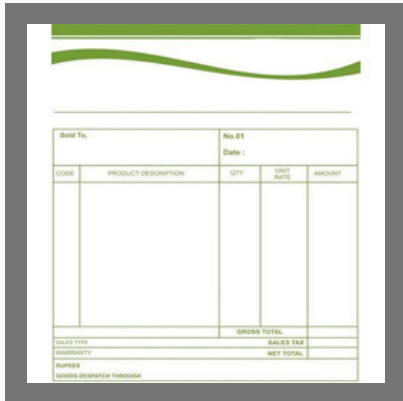 Sold To,
No.01
Date :
CODE PRODUCT DESCRIPTION QTY UNIT RATE AMOUNT
GROSS TOTAL
SALES TYPE SALES TAX
WARRANTY NET TOTAL
RUPEES
GOODS DESPATCH THROUGH